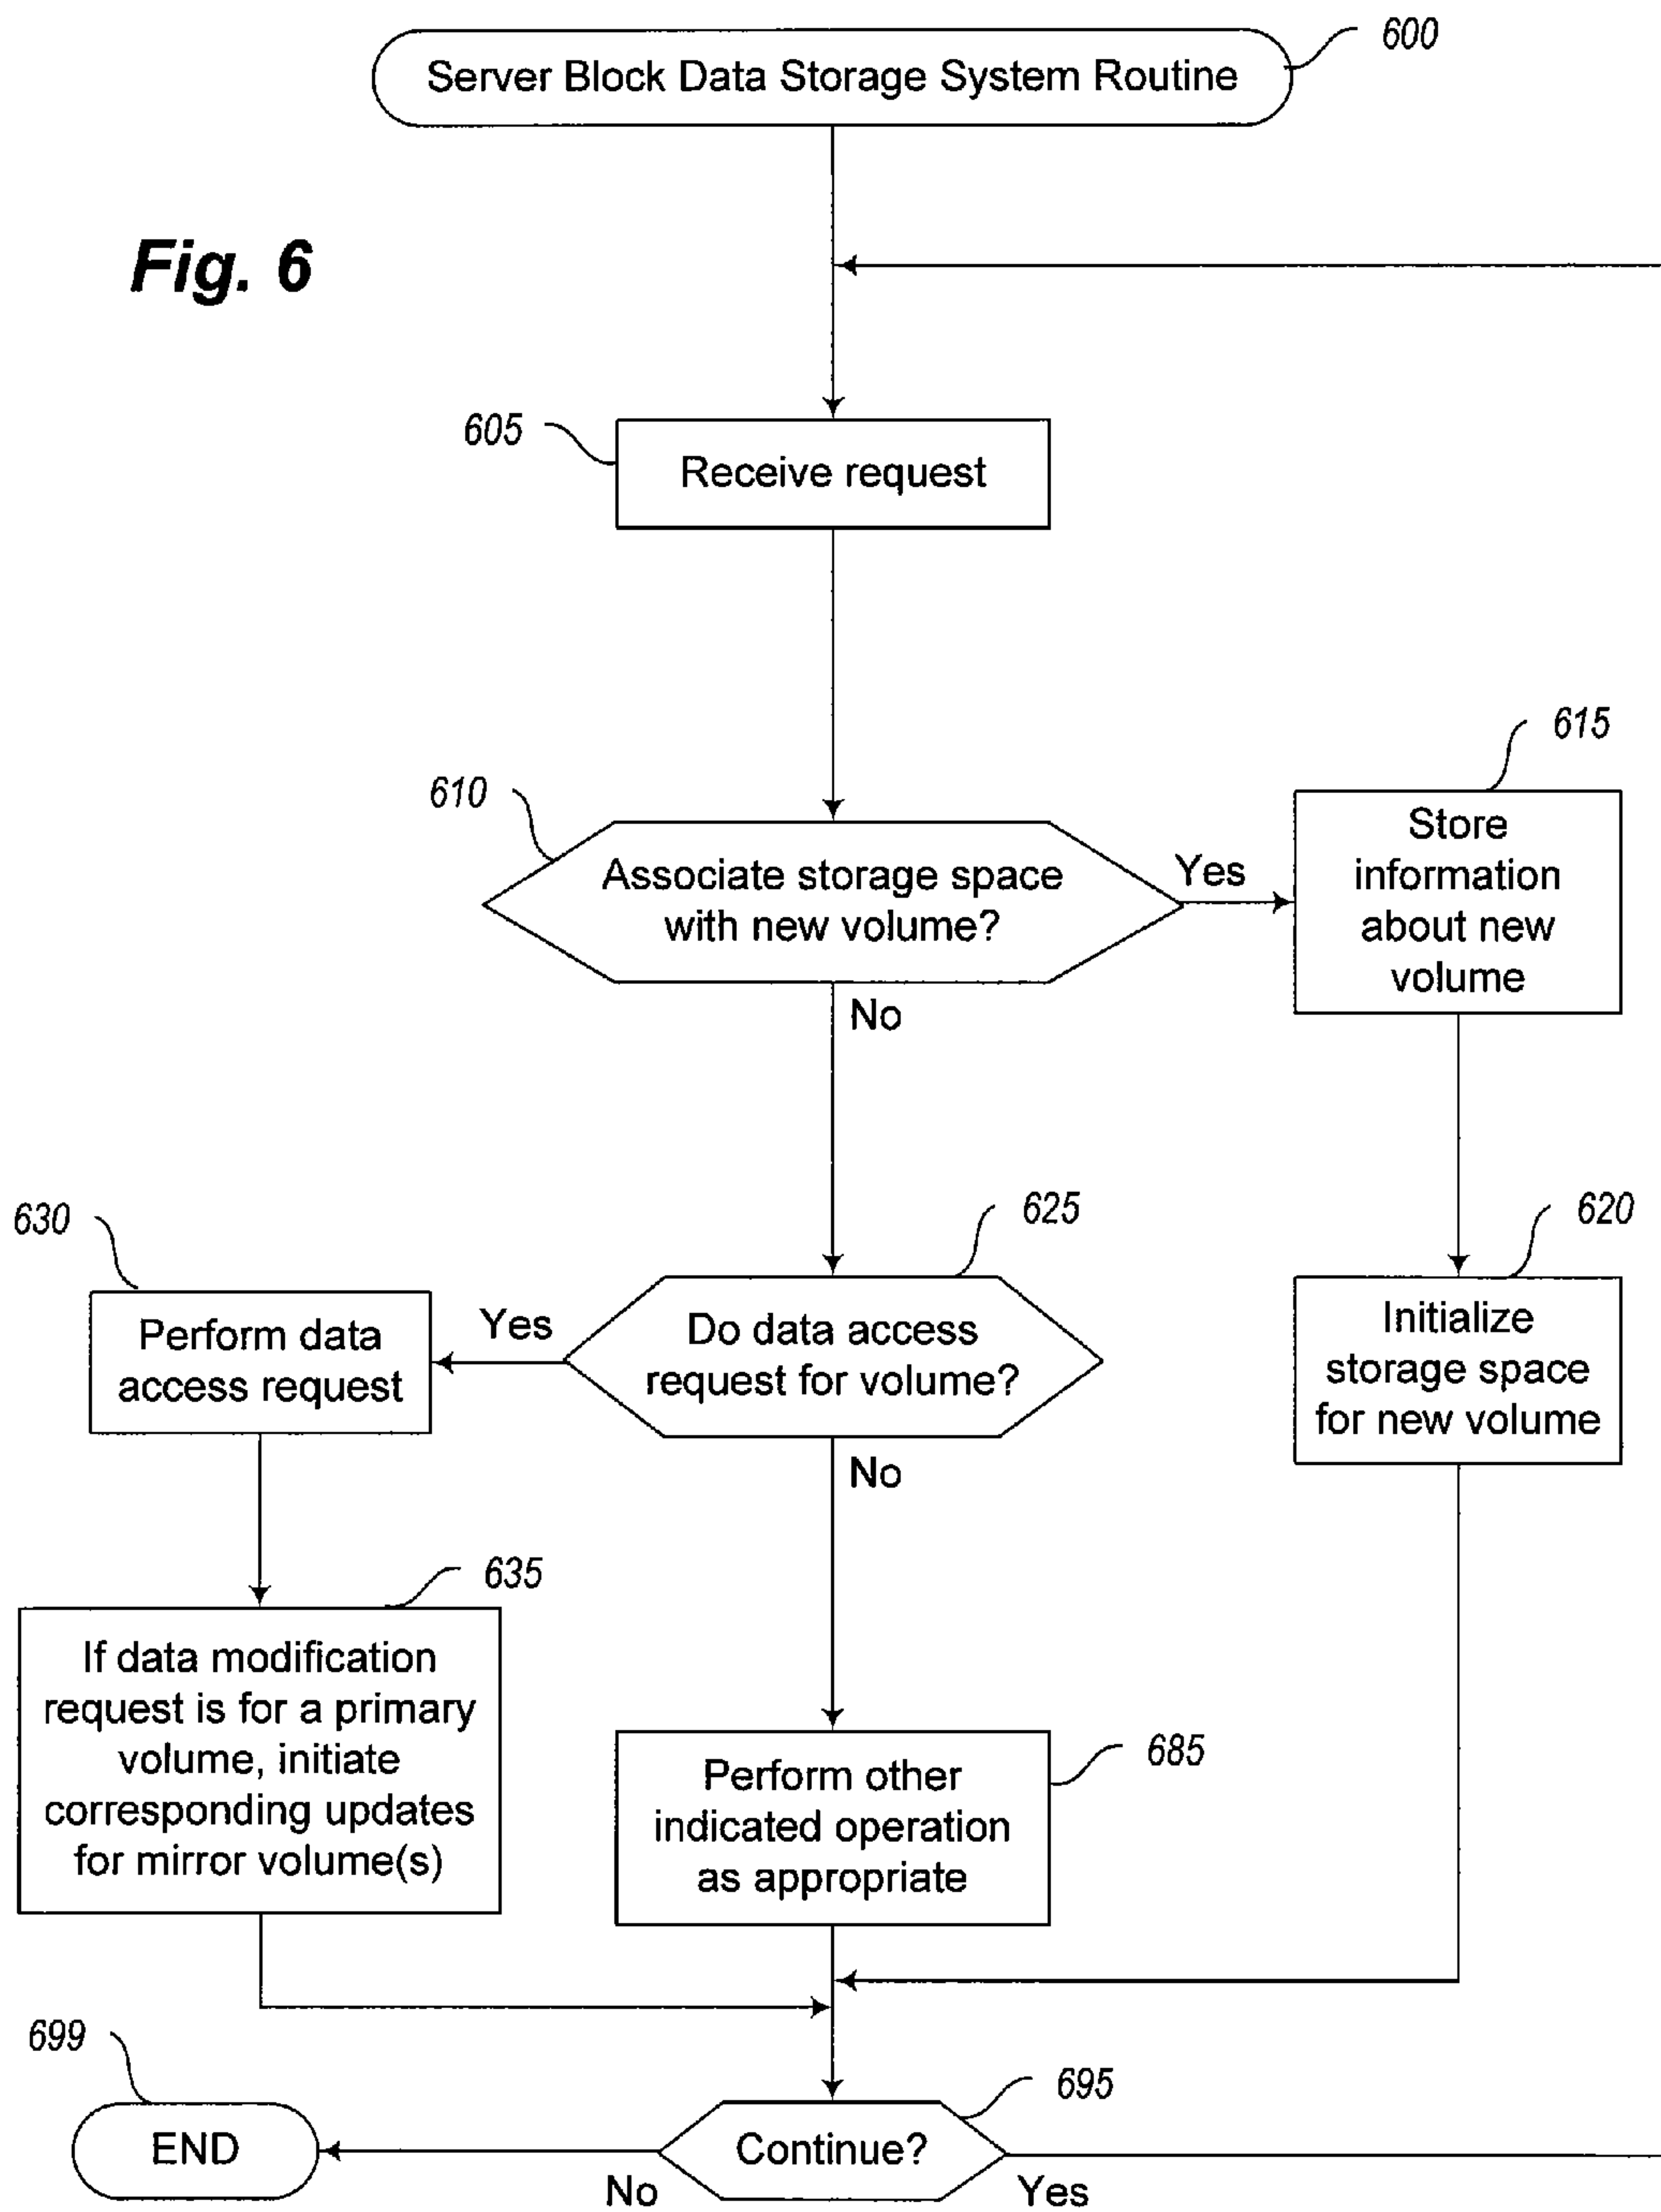 600
Server Block Data Storage System Routine
Fig. 6
605
Receive request
610
Associate storage space
with new volume?
Yes
No
615
Store
information
about new
volume
620
Initialize
storage space
for new volume
625
Do data access
request for volume?
Yes
No
630
Perform data
access request
635
If data modification
request is for a primary
volume, initiate
corresponding updates
for mirror volume(s)
685
Perform other
indicated operation
as appropriate
695
Continue?
No
Yes
699
END